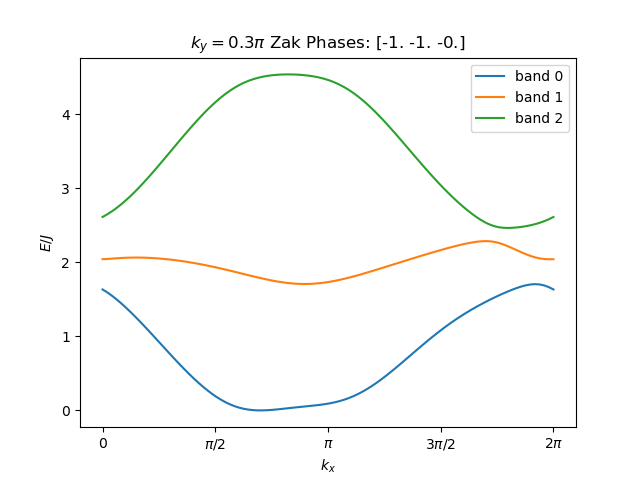 $k_y = 0.3\pi$ Zak Phases: [-1. -1. -0.]
band 0
band 1
band 2
E/J
4
3
2
1
0
0
π/2
π
3π/2
2π
$k_x$